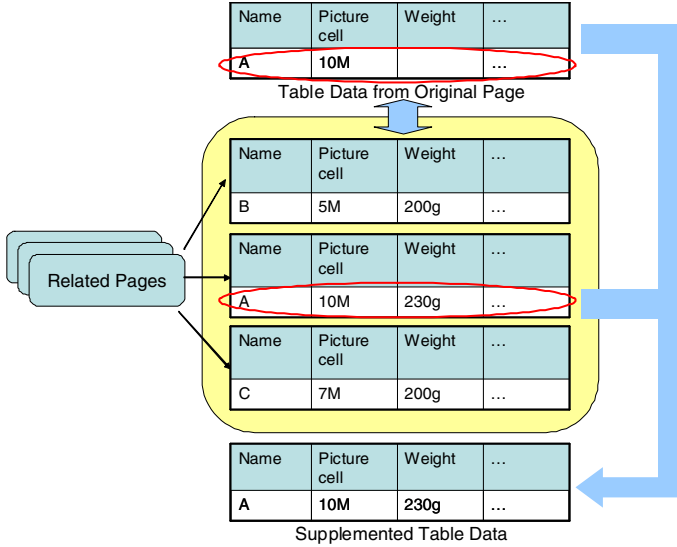 Name Picture cell Weight …
A 10M …
Table Data from Original Page
Name Picture cell Weight …
B 5M 200g …
Name Picture cell Weight …
A 10M 230g …
Related Pages
Name Picture cell Weight …
C 7M 200g …
Name Picture cell Weight …
A 10M 230g …
Supplemented Table Data